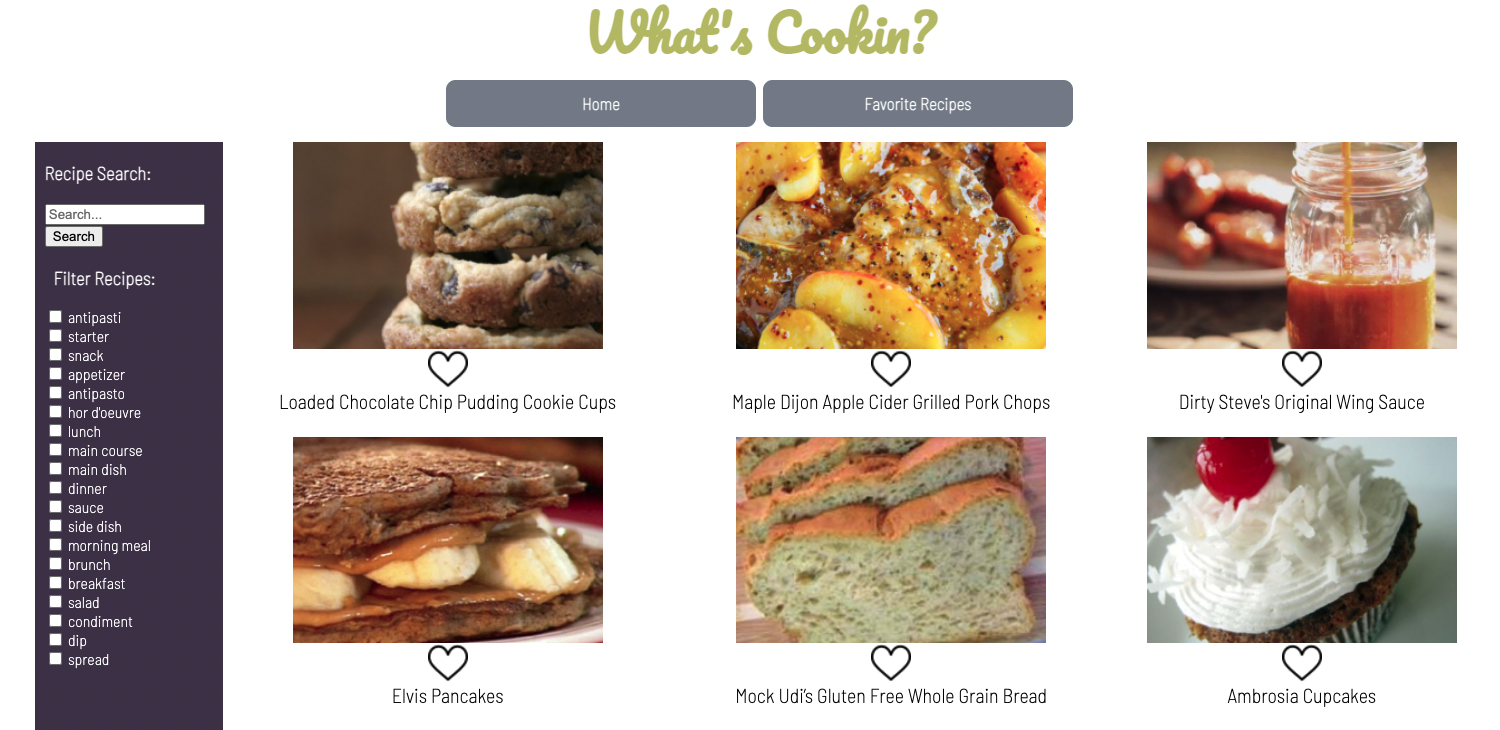 What's Cookin?
Home
Favorite Recipes
Recipe Search:
Search...
Search
Filter Recipes:
antipasti
starter
snack
appetizer
antipasto
hor d'oeuvre
lunch
main course
main dish
dinner
sauce
side dish
morning meal
brunch
breakfast
salad
condiment
dip
spread
Loaded Chocolate Chip Pudding Cookie Cups
Maple Dijon Apple Cider Grilled Pork Chops
Dirty Steve's Original Wing Sauce
Elvis Pancakes
Mock Udi’s Gluten Free Whole Grain Bread
Ambrosia Cupcakes